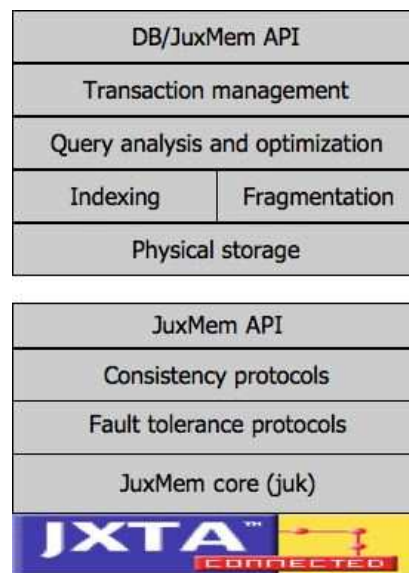 DB/JuxMem API
Transaction management
Query analysis and optimization
Indexing Fragmentation
Physical storage
JuxMem API
Consistency protocols
Fault tolerance protocols
JuxMem core (juk)
JXTA™
CONNECTED